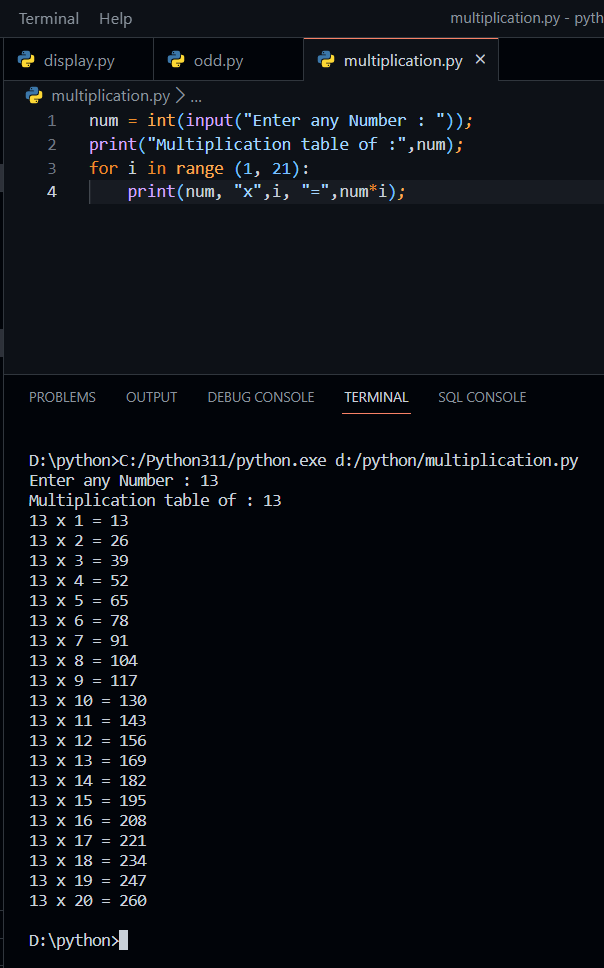 Terminal Help multiplication.py - pyth
display.py odd.py multiplication.py ×
multiplication.py > ...
1 num = int(input("Enter any Number : "));
2 print("Multiplication table of :",num);
3 for i in range (1, 21):
4 print(num, "x",i, "=",num*i);
PROBLEMS OUTPUT DEBUG CONSOLE TERMINAL SQL CONSOLE
D:\python>C:/Python311/python.exe d:/python/multiplication.py
Enter any Number : 13
Multiplication table of : 13
13 x 1 = 13
13 x 2 = 26
13 x 3 = 39
13 x 4 = 52
13 x 5 = 65
13 x 6 = 78
13 x 7 = 91
13 x 8 = 104
13 x 9 = 117
13 x 10 = 130
13 x 11 = 143
13 x 12 = 156
13 x 13 = 169
13 x 14 = 182
13 x 15 = 195
13 x 16 = 208
13 x 17 = 221
13 x 18 = 234
13 x 19 = 247
13 x 20 = 260
D:\python>